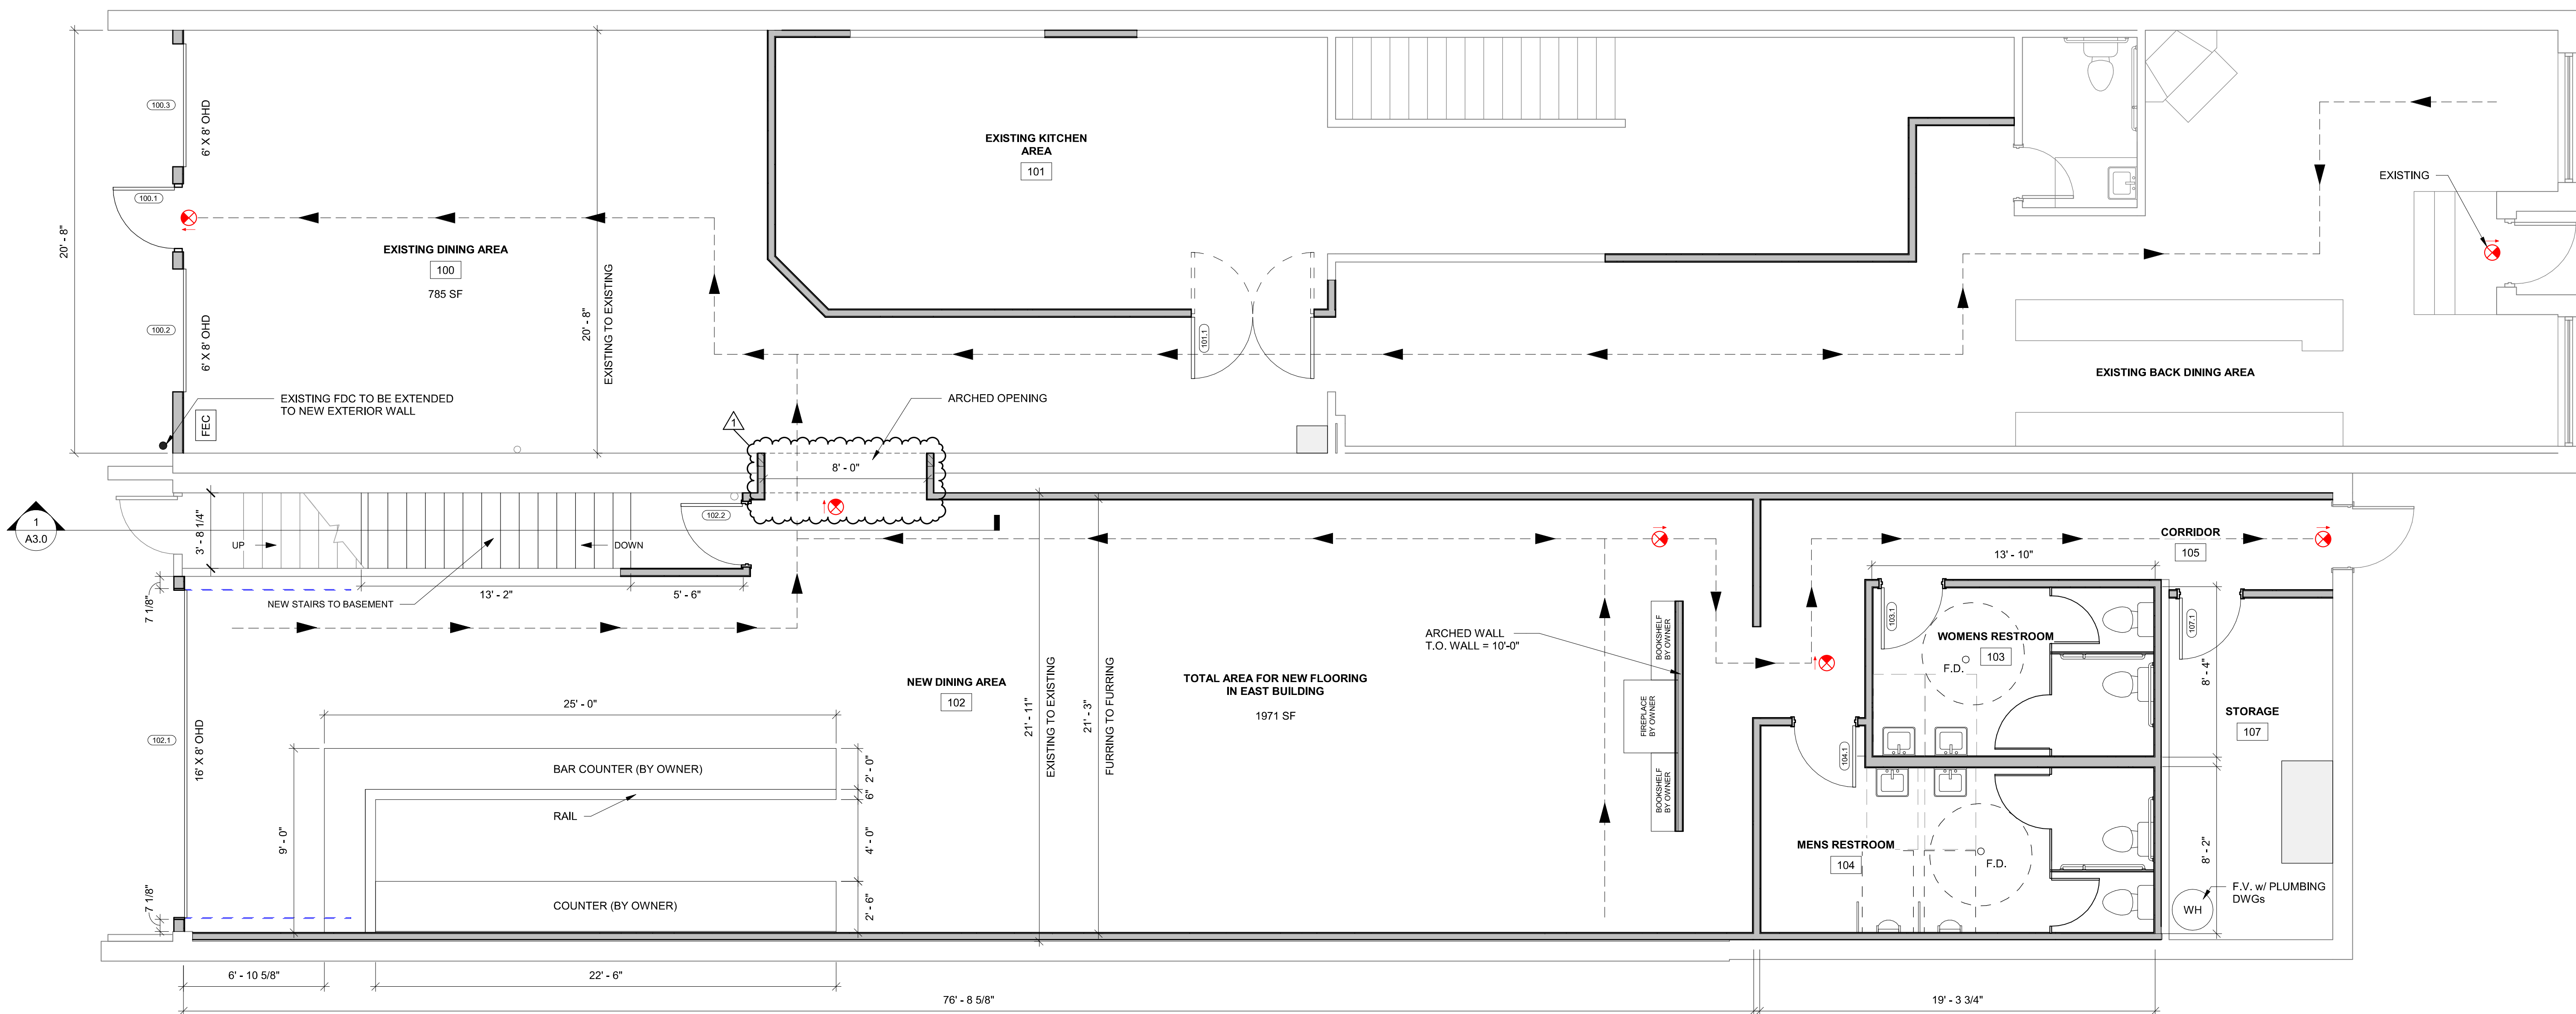 100.3
6' X 8' OHD
100.1
20' - 8"
EXISTING DINING AREA
100
785 SF
100.2
6' X 8' OHD
20' - 8"
EXISTING TO EXISTING
EXISTING FDC TO BE EXTENDED
TO NEW EXTERIOR WALL
FEC
EXISTING KITCHEN
AREA
101
101.1
ARCHED OPENING
1
8' - 0"
EXISTING
EXISTING BACK DINING AREA
1
A3.0
3' - 8 1/4"
UP
DOWN
102.2
13' - 2"
5' - 6"
NEW STAIRS TO BASEMENT
7 1/8"
102.1
16' X 8' OHD
7 1/8"
25' - 0"
9' - 0"
BAR COUNTER (BY OWNER)
RAIL
COUNTER (BY OWNER)
2' - 0"
6"
4' - 0"
2' - 6"
NEW DINING AREA
102
21' - 11"
EXISTING TO EXISTING
21' - 3"
FURRING TO FURRING
TOTAL AREA FOR NEW FLOORING
IN EAST BUILDING
1971 SF
ARCHED WALL
T.O. WALL = 10'-0"
BOOKSHELF
BY OWNER
FIREPLACE
BY OWNER
BOOKSHELF
BY OWNER
CORRIDOR
105
13' - 10"
103.1
WOMENS RESTROOM
103
F.D.
107.1
8' - 4"
STORAGE
107
104.1
MENS RESTROOM
104
F.D.
8' - 2"
F.V. w/ PLUMBING
DWGs
WH
6' - 10 5/8"
22' - 6"
76' - 8 5/8"
19' - 3 3/4"